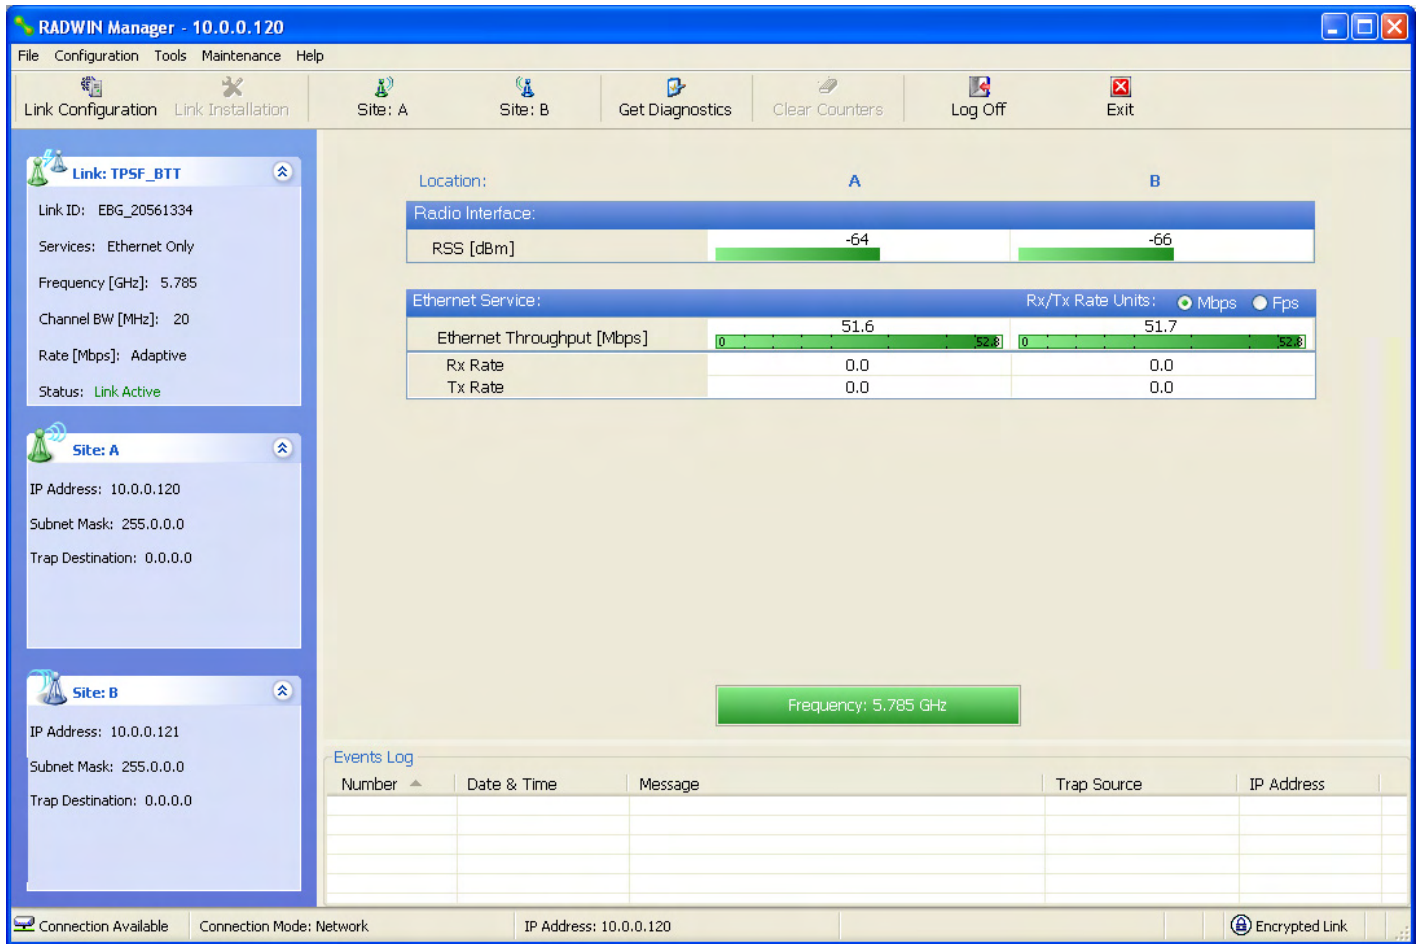 RADWIN Manager - 10.0.0.120
File Configuration Tools Maintenance Help
Link Configuration Link Installation Site: A Site: B Get Diagnostics Clear Counters Log Off Exit
Link: TPSF_BTT
Link ID: EBG_20561334
Services: Ethernet Only
Frequency [GHz]: 5.785
Channel BW [MHz]: 20
Rate [Mbps]: Adaptive
Status: Link Active
Site: A
IP Address: 10.0.0.120
Subnet Mask: 255.0.0.0
Trap Destination: 0.0.0.0
Site: B
IP Address: 10.0.0.121
Subnet Mask: 255.0.0.0
Trap Destination: 0.0.0.0
Location: A B
Radio Interface:
RSS [dBm] -64 -66
Ethernet Service: Rx/Tx Rate Units: Mbps Fps
Ethernet Throughput [Mbps] 51.6 51.7
0 52.8 0 52.8
Rx Rate 0.0 0.0
Tx Rate 0.0 0.0
Frequency: 5.785 GHz
Events Log
Number Date & Time Message Trap Source IP Address
Connection Available Connection Mode: Network IP Address: 10.0.0.120 Encrypted Link